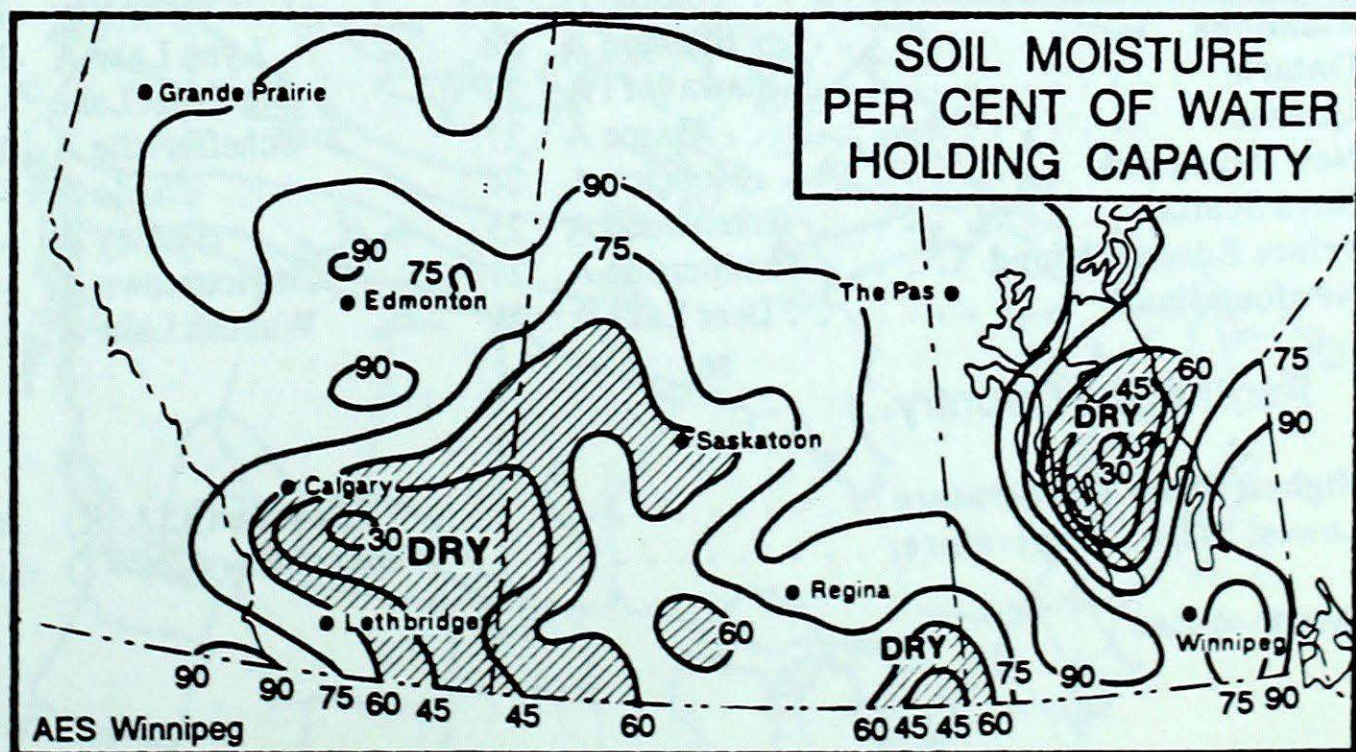 SOIL MOISTURE
PER CENT OF WATER
HOLDING CAPACITY
Grande Prairie
90
75
90
75
Edmonton
The Pas
90
75
60
45
90
DRY
Saskatoon
30
Calgary
30 DRY
Regina
Lethbridge
60
DRY
Winnipeg
90 90 75 60 45 45 60 60 45 45 60 75 90 75 90
AES Winnipeg